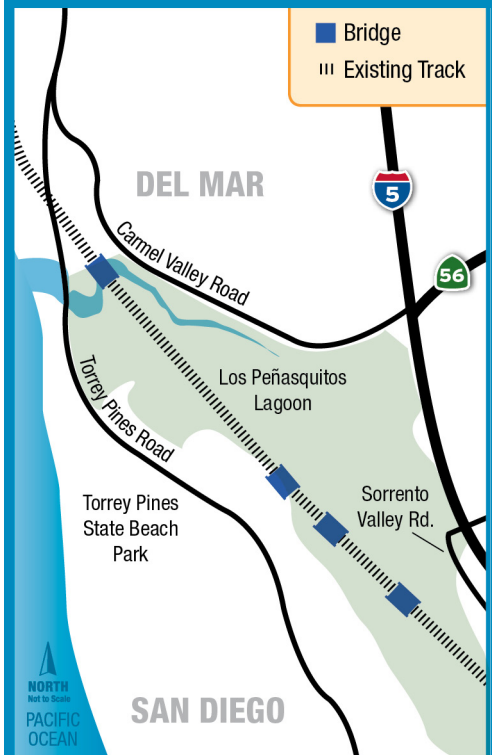 Bridge
Existing Track
DEL MAR
5
Carmel Valley Road
56
Los Peñasquitos
Lagoon
Torrey Pines Road
Sorrento
Valley Rd.
Torrey Pines
State Beach
Park
NORTH
Not to Scale
PACIFIC
OCEAN
SAN DIEGO